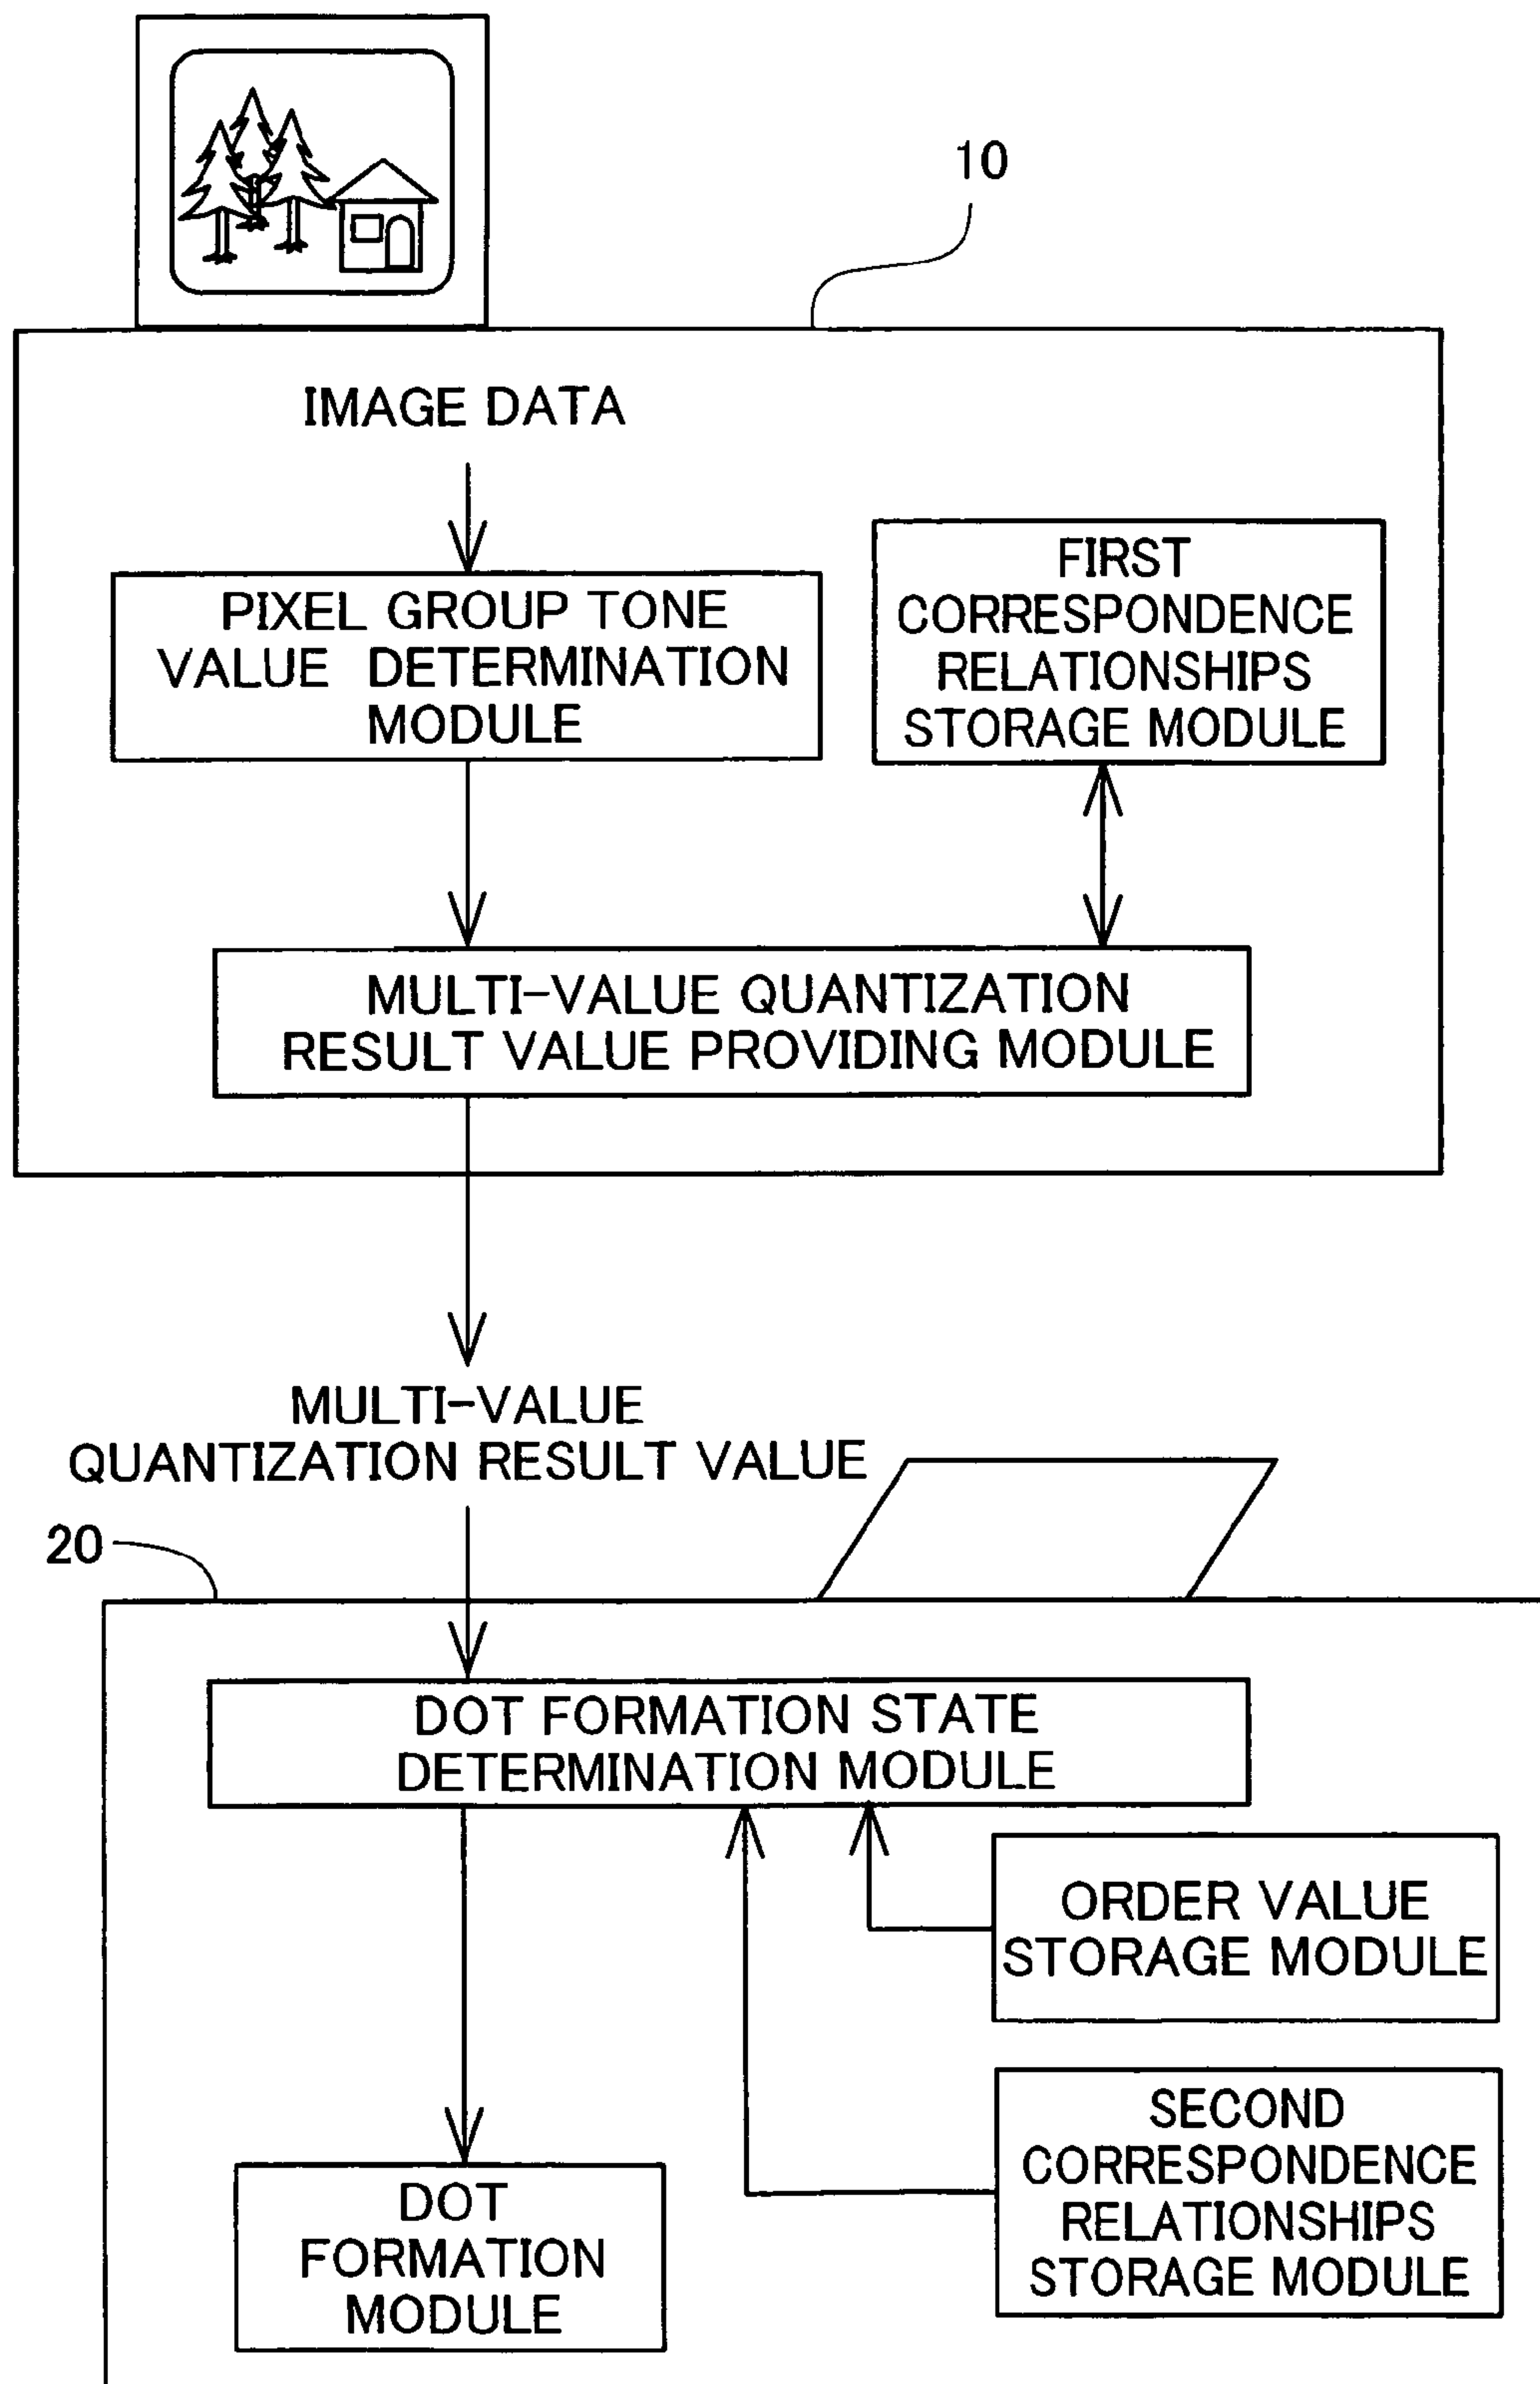 10
IMAGE DATA
PIXEL GROUP TONE
VALUE DETERMINATION
MODULE
FIRST
CORRESPONDENCE
RELATIONSHIPS
STORAGE MODULE
MULTI-VALUE QUANTIZATION
RESULT VALUE PROVIDING MODULE
MULTI-VALUE
QUANTIZATION RESULT VALUE
20
DOT FORMATION STATE
DETERMINATION MODULE
ORDER VALUE
STORAGE MODULE
SECOND
CORRESPONDENCE
RELATIONSHIPS
STORAGE MODULE
DOT
FORMATION
MODULE